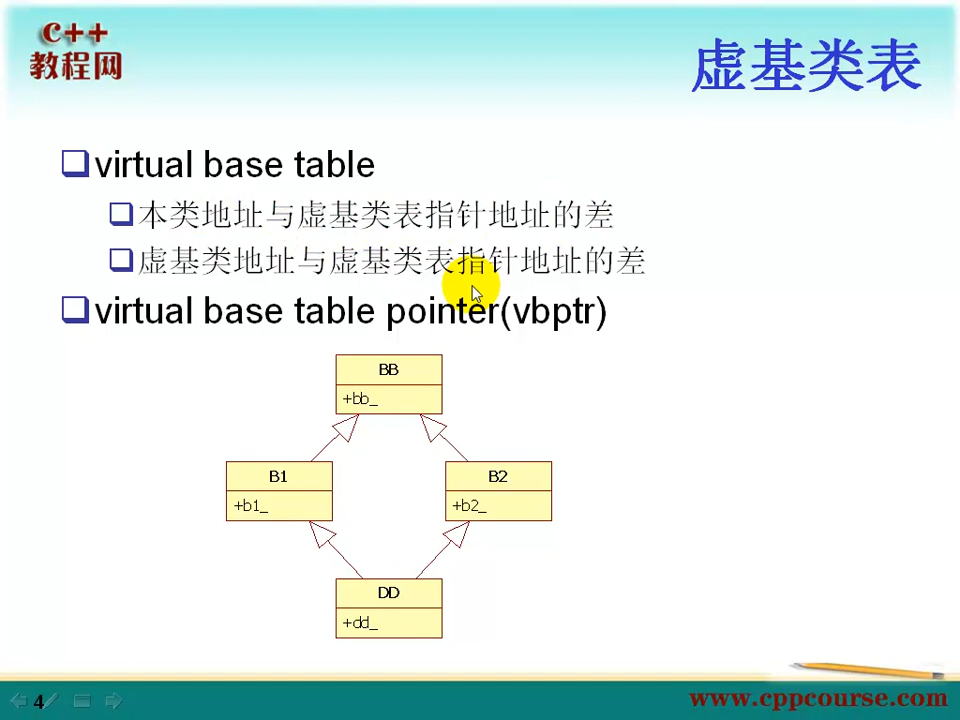 C++
教程网
虚基类表
virtual base table
本类地址与虚基类表指针地址的差
虚基类地址与虚基类表指针地址的差
virtual base table pointer(vbptr)
BB
+bb_
B1
+b1_
B2
+b2_
DD
+dd_
4
www.cppcourse.com